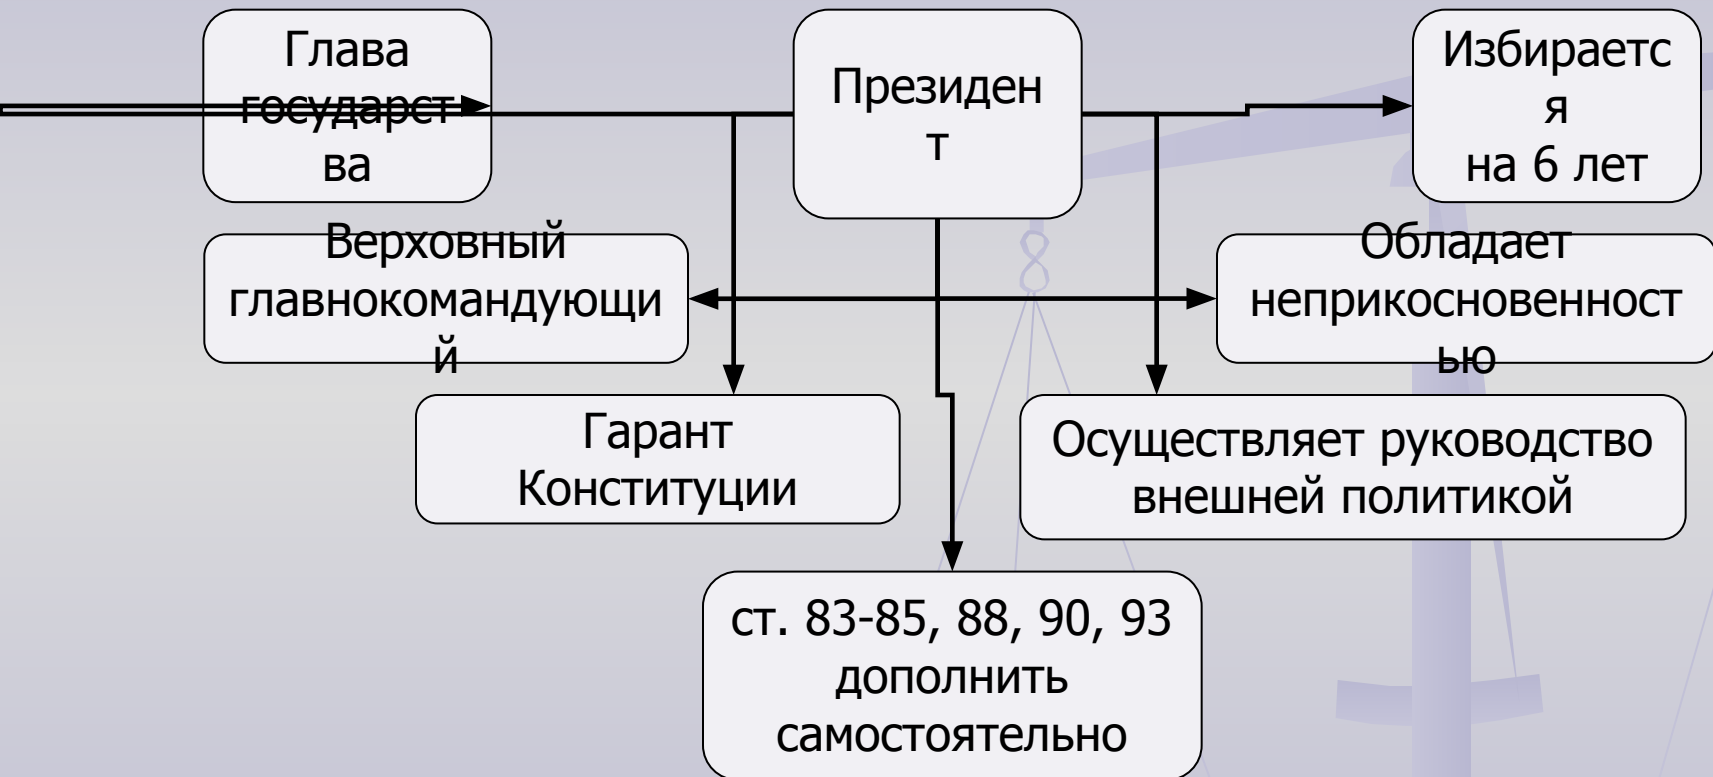 Глава
государст
ва
Президен
т
Избираетс
я
на 6 лет
Верховный
главнокомандующи
й
Обладает
неприкосновенност
ью
Гарант
Конституции
Осуществляет руководство
внешней политикой
ст. 83-85, 88, 90, 93
дополнить
самостоятельно